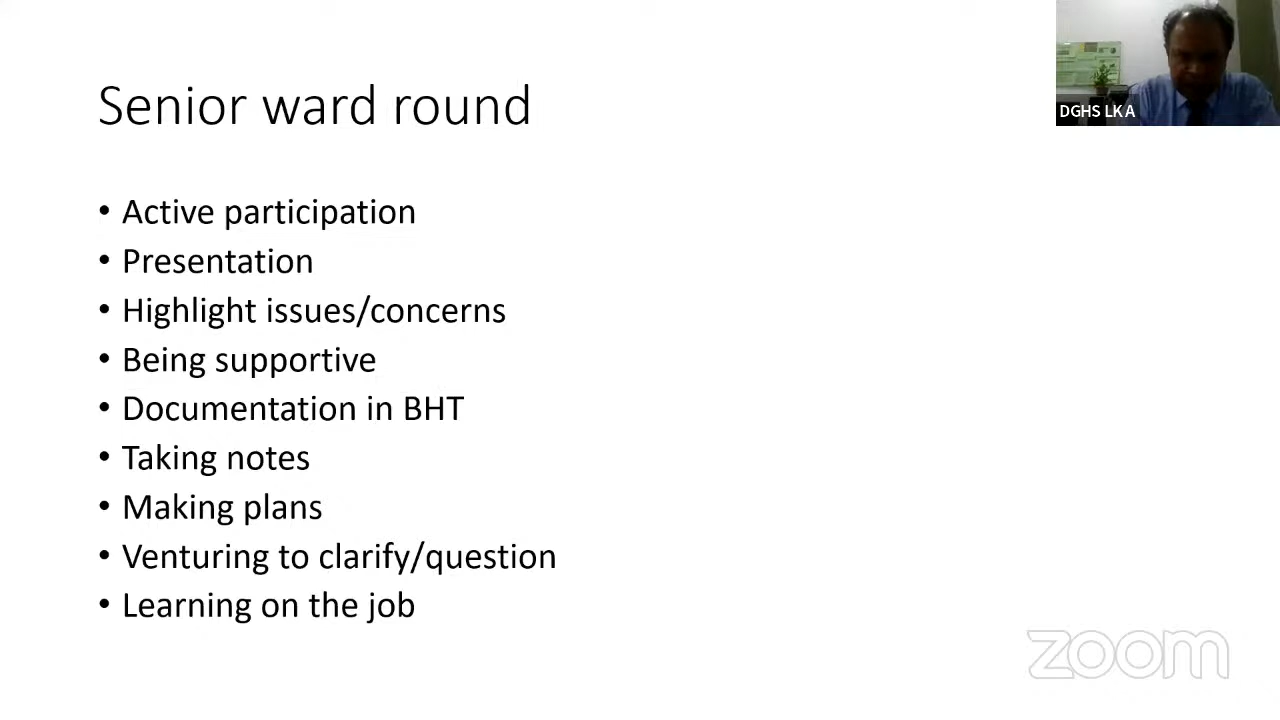 Senior ward round
DGHS LKA
• Active participation
• Presentation
• Highlight issues/concerns
• Being supportive
• Documentation in BHT
• Taking notes
• Making plans
• Venturing to clarify/question
• Learning on the job
zoom